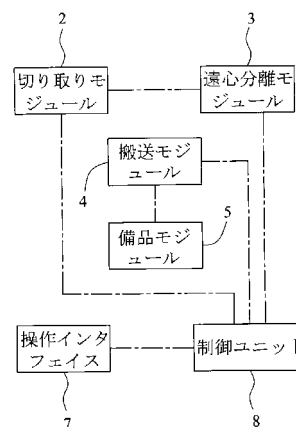 2
3
切り取りモ
ジュール
遠心分離モ
ジュール
搬送モジ
ュール
4
5
備品モジ
ュール
操作インタ
フェイス
制御ユニット
7
8